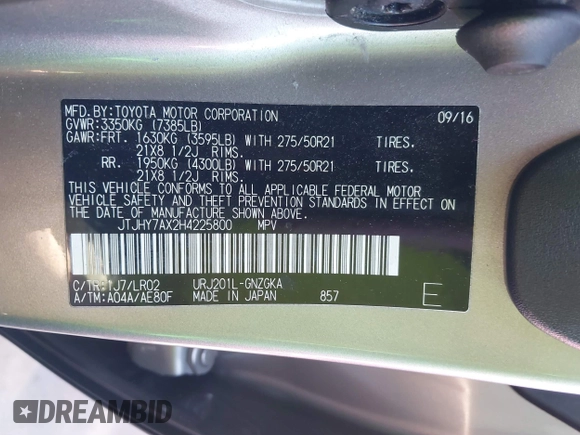 MFD. BY: TOYOTA MOTOR CORPORATION 09/16
GVWR: 3350KG (7385LB)
GAWR: FRT. 1630KG (3595LB) WITH 275/50R21 TIRES.
21X8 1/2J RIMS.
RR. 1950KG (4300LB) WITH 275/50R21 TIRES.
21X8 1/2J RIMS.
THIS VEHICLE CONFORMS TO ALL APPLICABLE FEDERAL MOTOR
VEHICLE SAFETY AND THEFT PREVENTION STANDARDS IN EFFECT ON
THE DATE OF MANUFACTURE SHOWN ABOVE.
JTJHY7AX2H4225800 MPV
C/TR: 1J7/LR02 URJ201L-GNZGKA
A/TM: A04A/AE80F MADE IN JAPAN 857 E
DREAMBID